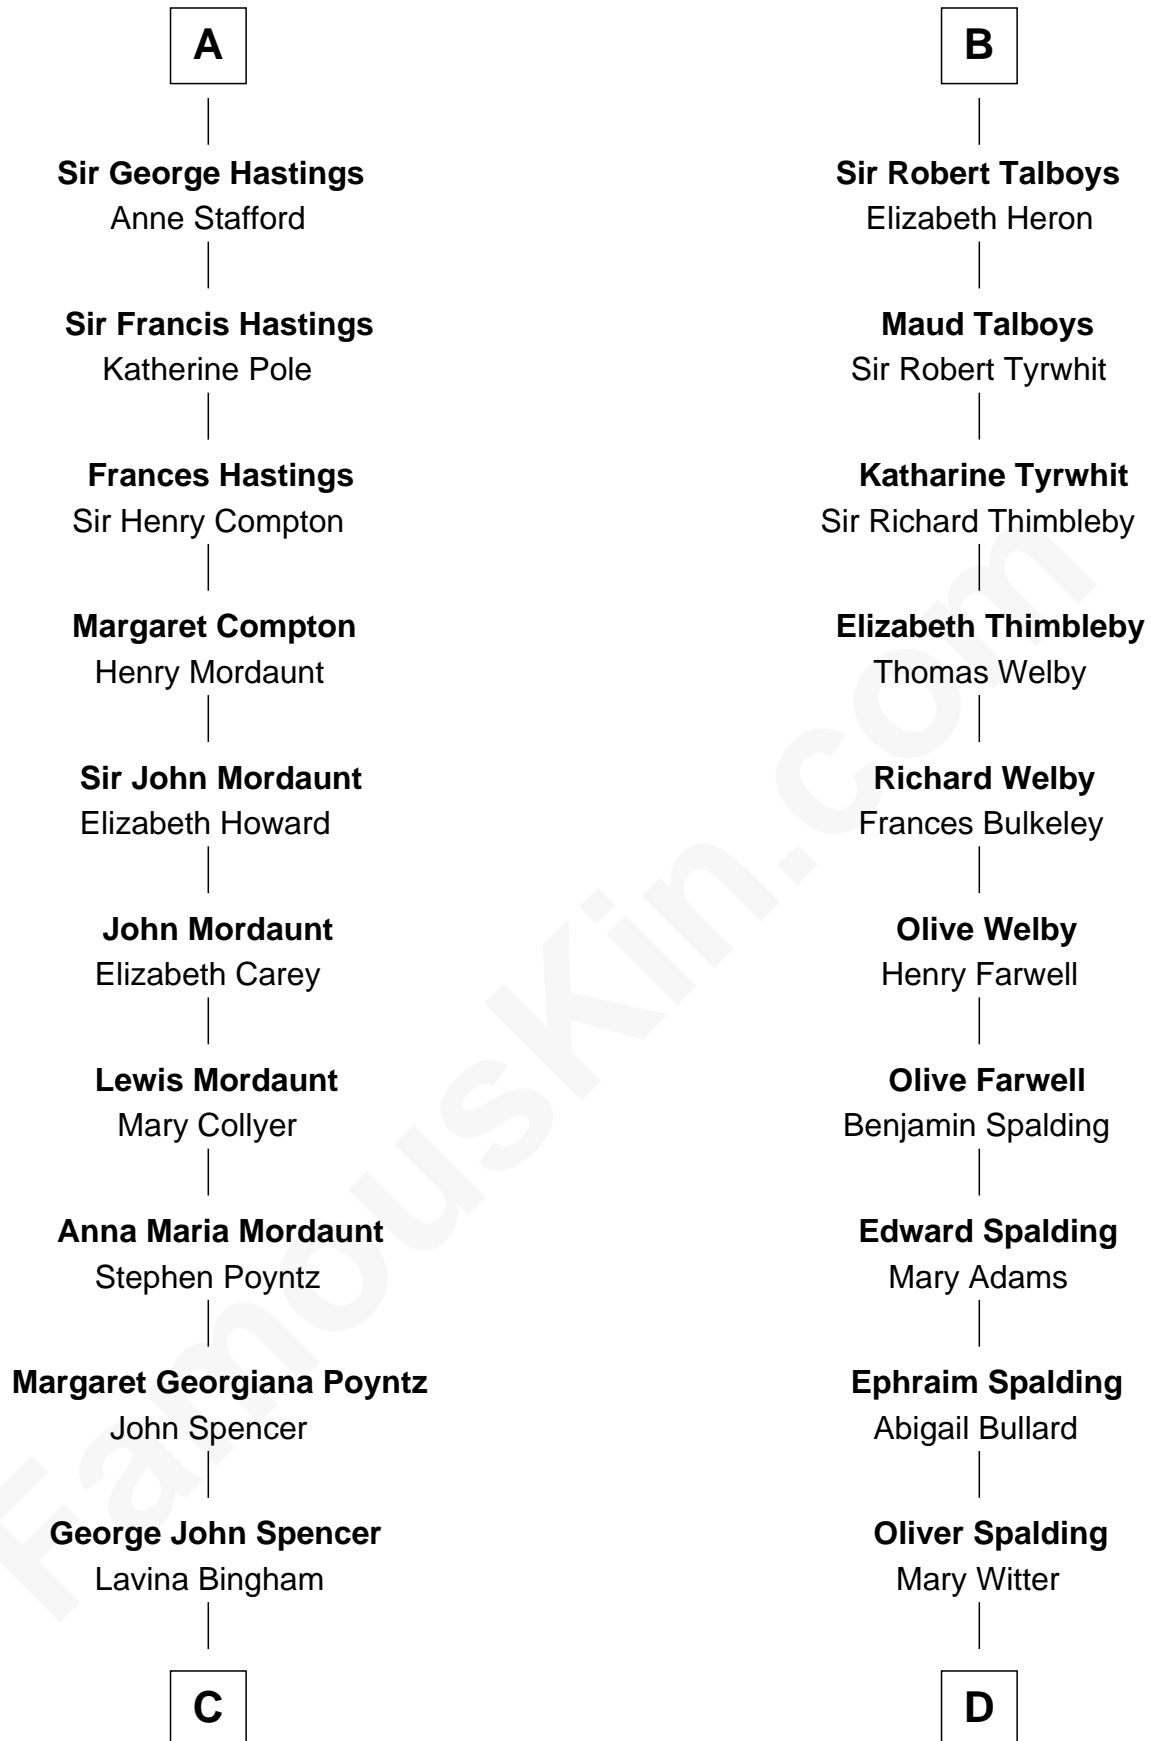 A
Sir George Hastings
Anne Stafford
Sir Francis Hastings
Katherine Pole
Frances Hastings
Sir Henry Compton
Margaret Compton
Henry Mordaunt
Sir John Mordaunt
Elizabeth Howard
John Mordaunt
Elizabeth Carey
Lewis Mordaunt
Mary Collyer
Anna Maria Mordaunt
Stephen Poyntz
Margaret Georgiana Poyntz
John Spencer
George John Spencer
Lavina Bingham
C
B
Sir Robert Talboys
Elizabeth Heron
Maud Talboys
Sir Robert Tyrwhit
Katharine Tyrwhit
Sir Richard Thimbleby
Elizabeth Thimbleby
Thomas Welby
Richard Welby
Frances Bulkeley
Olive Welby
Henry Farwell
Olive Farwell
Benjamin Spalding
Edward Spalding
Mary Adams
Ephraim Spalding
Abigail Bullard
Oliver Spalding
Mary Witter
D
FamousKin.com